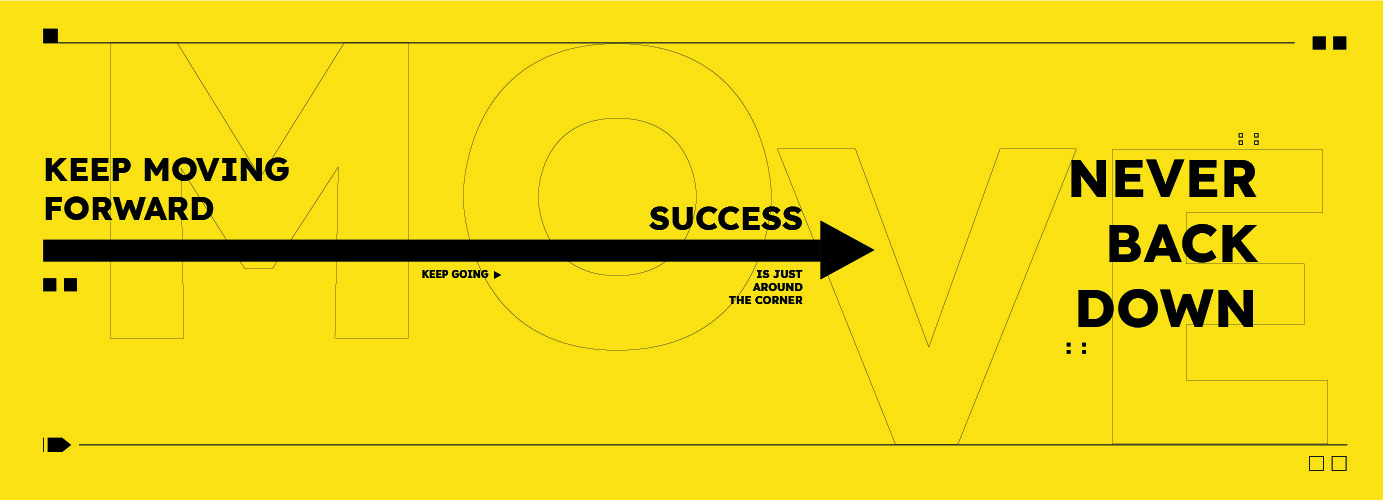 MOVE
KEEP MOVING
FORWARD
SUCCESS
KEEP GOING
IS JUST
AROUND
THE CORNER
NEVER
BACK
DOWN